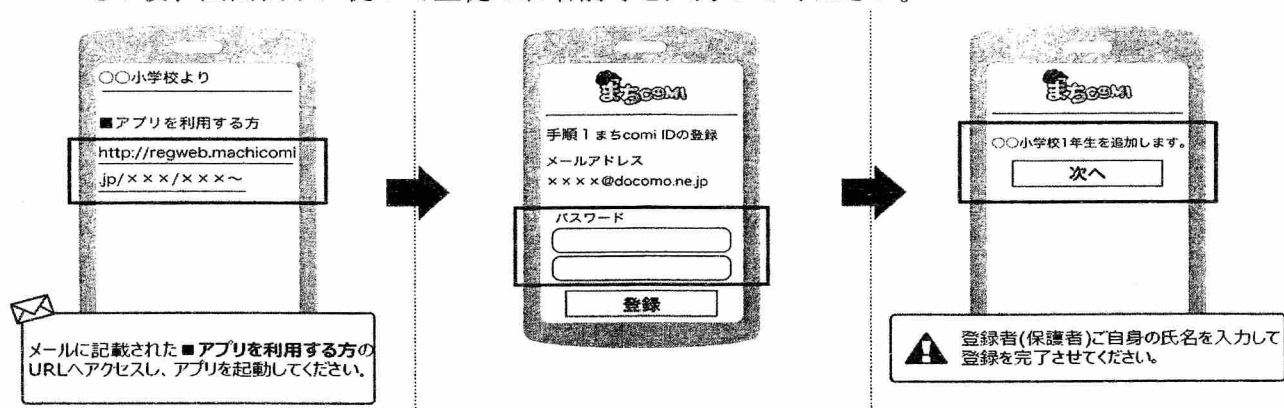 ○○小学校より
■アプリを利用する方
http://regweb.machicomi
.jp/×××/×××~
メールに記載された■アプリを利用する方の
URLへアクセスし、アプリを起動してください。
まちcoMi
手順1 まちcomi IDの登録
メールアドレス
××××@docomo.ne.jp
パスワード
登録
まちcoMi
○○小学校1年生を追加します。
次へ
登録者(保護者)ご自身の氏名を入力して
登録を完了させてください。